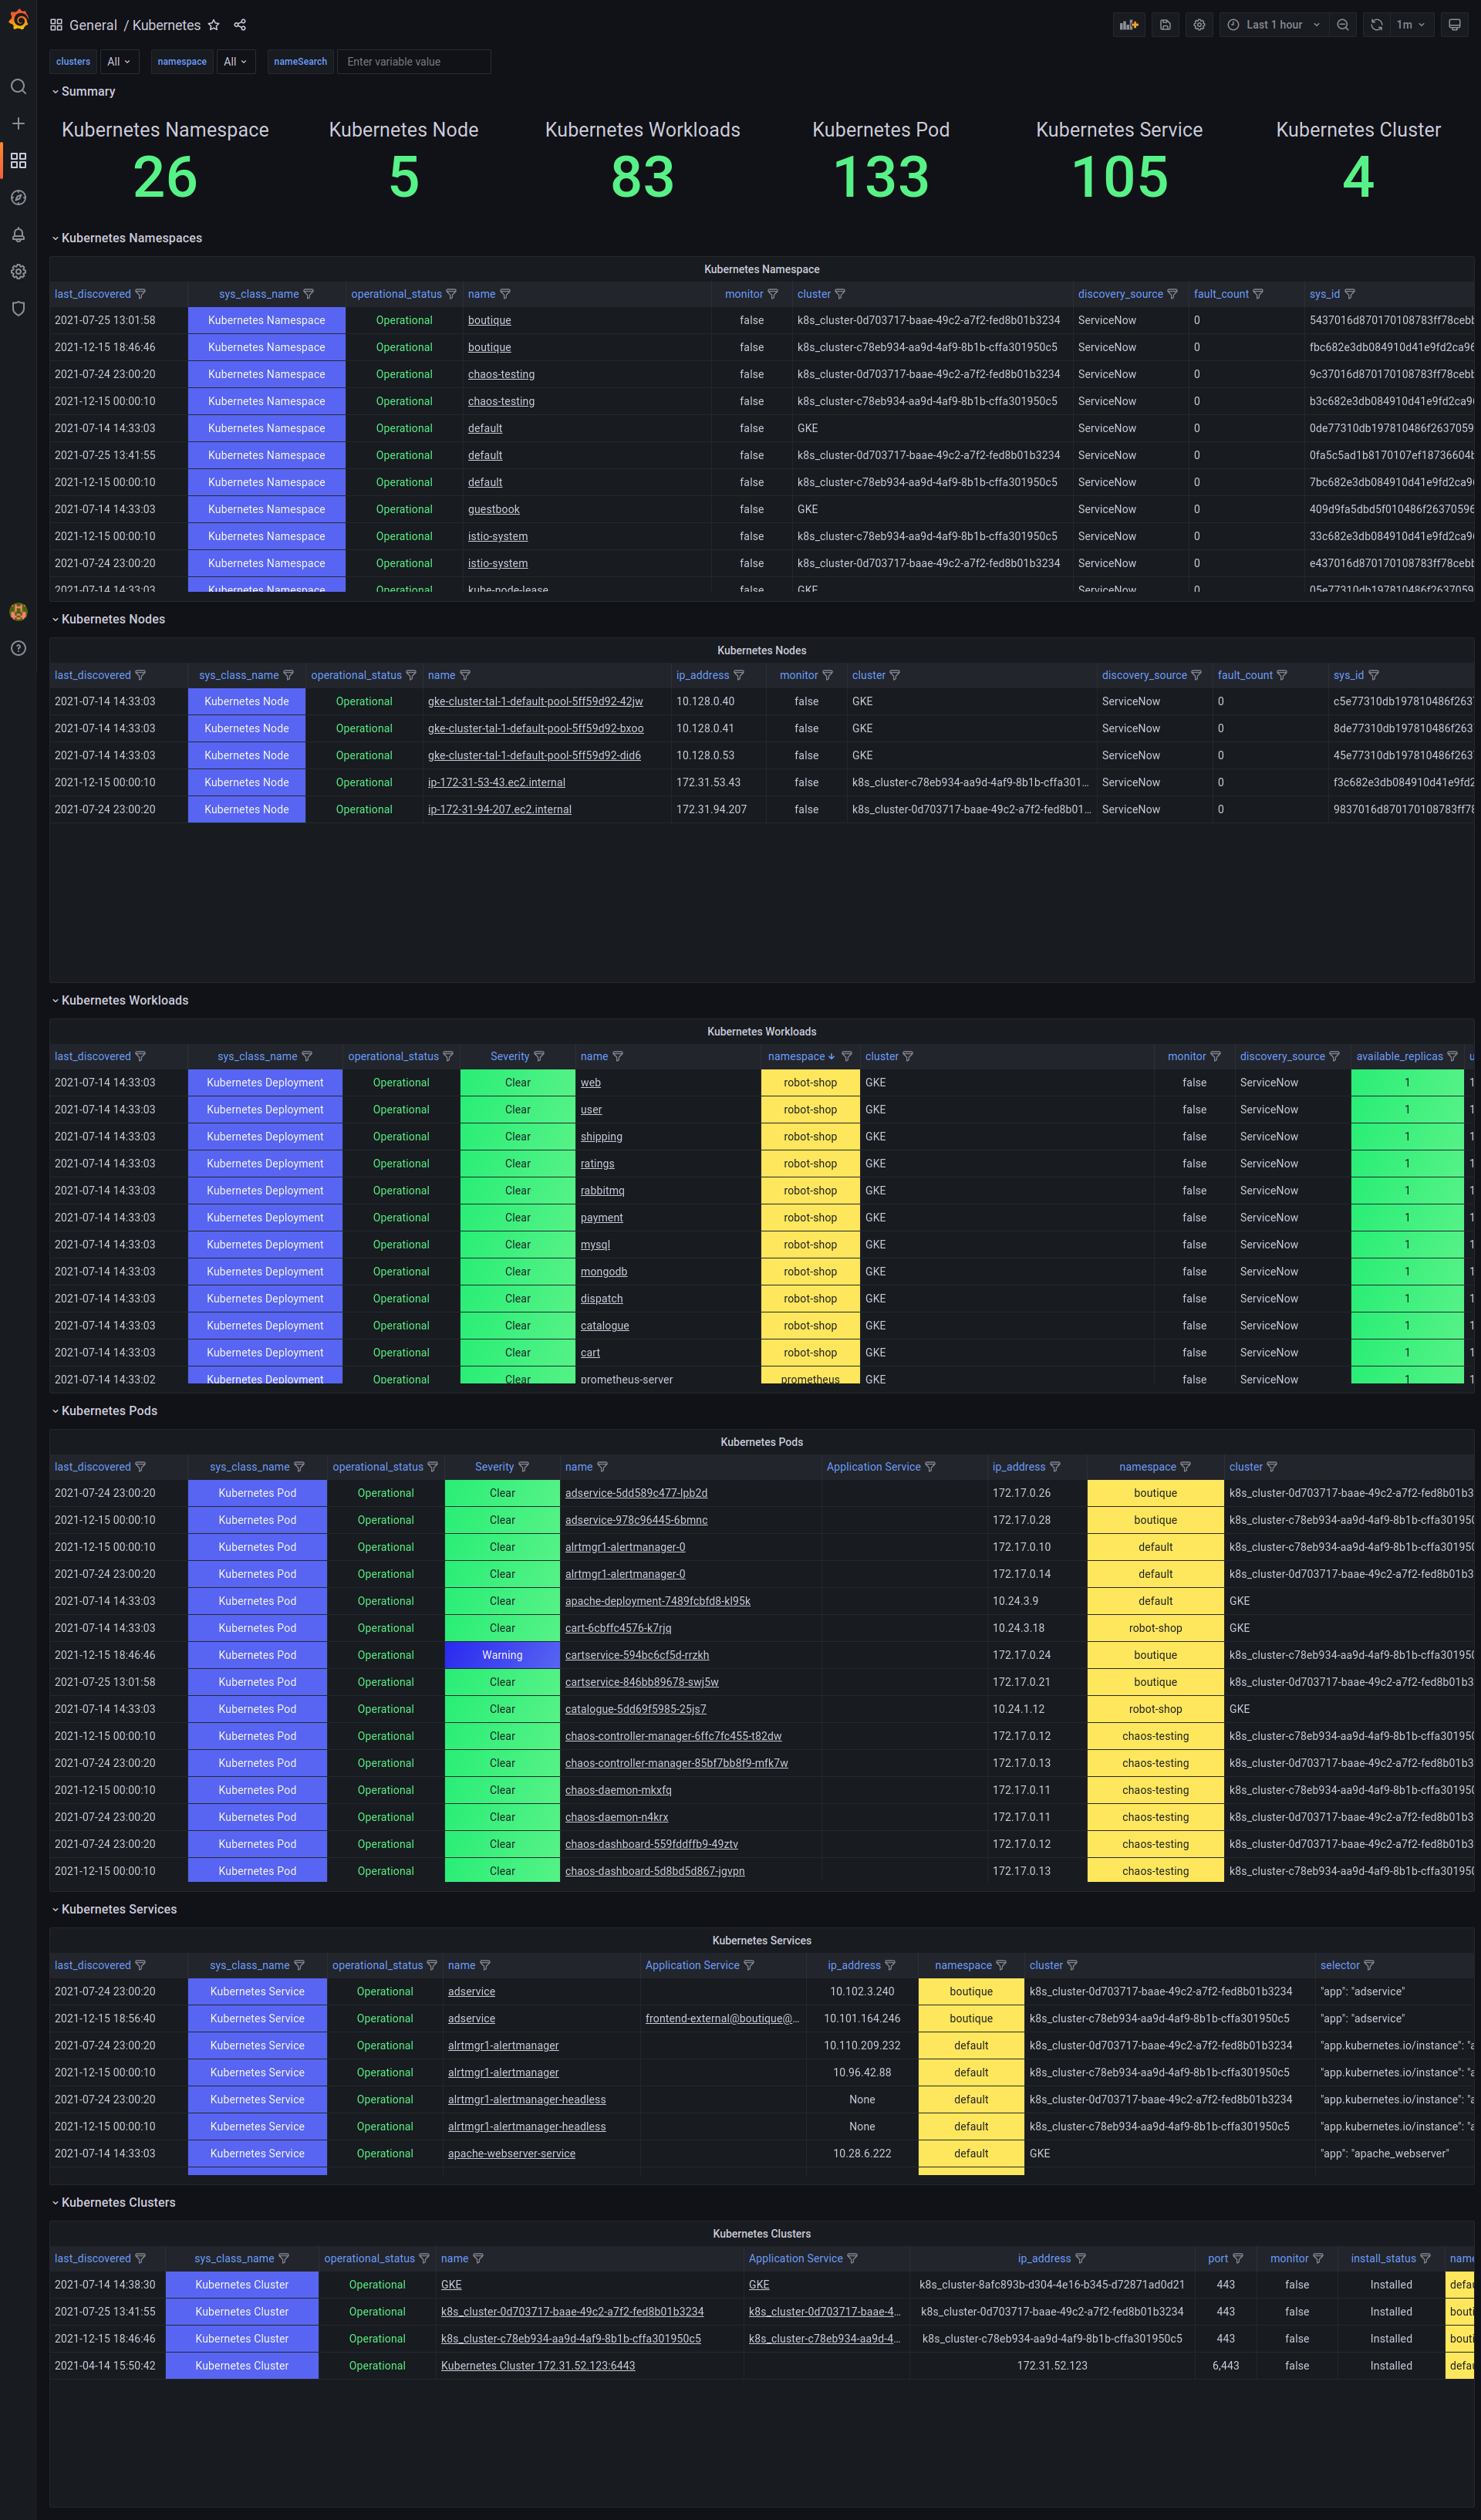 General / Kubernetes
Last 1 hour 1m
clusters All namespace All nameSearch Enter variable value
Summary
Kubernetes Namespace Kubernetes Node Kubernetes Workloads Kubernetes Pod Kubernetes Service Kubernetes Cluster
26 5 83 133 105 4
Kubernetes Namespaces
Kubernetes Namespace
last_discovered sys_class_name operational_status name monitor cluster discovery_source fault_count sys_id
2021-07-25 13:01:58 Kubernetes Namespace Operational boutique false k8s_cluster-0d703717-baae-49c2-a7f2-fed8b01b3234 ServiceNow 0 5437016d870170108783ff78cebb
2021-12-15 18:46:46 Kubernetes Namespace Operational boutique false k8s_cluster-c78eb934-aa9d-4af9-8b1b-cffa301950c5 ServiceNow 0 fbc682e3db084910d41e9fd2ca96
2021-07-24 23:00:20 Kubernetes Namespace Operational chaos-testing false k8s_cluster-0d703717-baae-49c2-a7f2-fed8b01b3234 ServiceNow 0 9c37016d870170108783ff78cebb
2021-12-15 00:00:10 Kubernetes Namespace Operational chaos-testing false k8s_cluster-c78eb934-aa9d-4af9-8b1b-cffa301950c5 ServiceNow 0 b3c682e3db084910d41e9fd2ca9
2021-07-14 14:33:03 Kubernetes Namespace Operational default false GKE ServiceNow 0 0de77310db197810486f2637059
2021-07-25 13:41:55 Kubernetes Namespace Operational default false k8s_cluster-0d703717-baae-49c2-a7f2-fed8b01b3234 ServiceNow 0 0fa5c5ad1b8170107ef18736604b
2021-12-15 00:00:10 Kubernetes Namespace Operational default false k8s_cluster-c78eb934-aa9d-4af9-8b1b-cffa301950c5 ServiceNow 0 7bc682e3db084910d41e9fd2ca9
2021-07-14 14:33:03 Kubernetes Namespace Operational guestbook false GKE ServiceNow 0 409d9fa5dbd5f010486f26370596
2021-12-15 00:00:10 Kubernetes Namespace Operational istio-system false k8s_cluster-c78eb934-aa9d-4af9-8b1b-cffa301950c5 ServiceNow 0 33c682e3db084910d41e9fd2ca9
2021-07-24 23:00:20 Kubernetes Namespace Operational istio-system false k8s_cluster-0d703717-baae-49c2-a7f2-fed8b01b3234 ServiceNow 0 e437016d870170108783ff78cebb
2021-07-14 14:33:03 Kubernetes Namespace Operational kube-node-lease false GKE ServiceNow 0 05e77310db197810486f2637059
Kubernetes Nodes
Kubernetes Nodes
last_discovered sys_class_name operational_status name ip_address monitor cluster discovery_source fault_count sys_id
2021-07-14 14:33:03 Kubernetes Node Operational gke-cluster-tal-1-default-pool-5ff59d92-42jw 10.128.0.40 false GKE ServiceNow 0 c5e77310db197810486f263
2021-07-14 14:33:03 Kubernetes Node Operational gke-cluster-tal-1-default-pool-5ff59d92-bxoo 10.128.0.41 false GKE ServiceNow 0 8de77310db197810486f263
2021-07-14 14:33:03 Kubernetes Node Operational gke-cluster-tal-1-default-pool-5ff59d92-did6 10.128.0.53 false GKE ServiceNow 0 45e77310db197810486f263
2021-12-15 00:00:10 Kubernetes Node Operational ip-172-31-53-43.ec2.internal 172.31.53.43 false k8s_cluster-c78eb934-aa9d-4af9-8b1b-cffa301... ServiceNow 0 f3c682e3db084910d41e9fd2
2021-07-24 23:00:20 Kubernetes Node Operational ip-172-31-94-207.ec2.internal 172.31.94.207 false k8s_cluster-0d703717-baae-49c2-a7f2-fed8b01... ServiceNow 0 9837016d870170108783ff78
Kubernetes Workloads
Kubernetes Workloads
last_discovered sys_class_name operational_status Severity name namespace cluster monitor discovery_source available_replicas u
2021-07-14 14:33:03 Kubernetes Deployment Operational Clear web robot-shop GKE false ServiceNow 1 1
2021-07-14 14:33:03 Kubernetes Deployment Operational Clear user robot-shop GKE false ServiceNow 1 1
2021-07-14 14:33:03 Kubernetes Deployment Operational Clear shipping robot-shop GKE false ServiceNow 1 1
2021-07-14 14:33:03 Kubernetes Deployment Operational Clear ratings robot-shop GKE false ServiceNow 1 1
2021-07-14 14:33:03 Kubernetes Deployment Operational Clear rabbitmq robot-shop GKE false ServiceNow 1 1
2021-07-14 14:33:03 Kubernetes Deployment Operational Clear payment robot-shop GKE false ServiceNow 1 1
2021-07-14 14:33:03 Kubernetes Deployment Operational Clear mysql robot-shop GKE false ServiceNow 1 1
2021-07-14 14:33:03 Kubernetes Deployment Operational Clear mongodb robot-shop GKE false ServiceNow 1 1
2021-07-14 14:33:03 Kubernetes Deployment Operational Clear dispatch robot-shop GKE false ServiceNow 1 1
2021-07-14 14:33:03 Kubernetes Deployment Operational Clear catalogue robot-shop GKE false ServiceNow 1 1
2021-07-14 14:33:03 Kubernetes Deployment Operational Clear cart robot-shop GKE false ServiceNow 1 1
2021-07-14 14:33:02 Kubernetes Deployment Operational Clear prometheus-server prometheus GKE false ServiceNow 1 1
Kubernetes Pods
Kubernetes Pods
last_discovered sys_class_name operational_status Severity name Application Service ip_address namespace cluster
2021-07-24 23:00:20 Kubernetes Pod Operational Clear adservice-5dd589c477-lpb2d 172.17.0.26 boutique k8s_cluster-0d703717-baae-49c2-a7f2-fed8b01b3
2021-12-15 00:00:10 Kubernetes Pod Operational Clear adservice-978c96445-6bmnc 172.17.0.28 boutique k8s_cluster-c78eb934-aa9d-4af9-8b1b-cffa301950
2021-12-15 00:00:10 Kubernetes Pod Operational Clear alrtmgr1-alertmanager-0 172.17.0.10 default k8s_cluster-c78eb934-aa9d-4af9-8b1b-cffa301950
2021-07-24 23:00:20 Kubernetes Pod Operational Clear alrtmgr1-alertmanager-0 172.17.0.14 default k8s_cluster-0d703717-baae-49c2-a7f2-fed8b01b3
2021-07-14 14:33:03 Kubernetes Pod Operational Clear apache-deployment-7489fcbfd8-kl95k 10.24.3.9 default GKE
2021-07-14 14:33:03 Kubernetes Pod Operational Clear cart-6cbffc4576-k7rjq 10.24.3.18 robot-shop GKE
2021-12-15 18:46:46 Kubernetes Pod Operational Warning cartservice-594bc6cf5d-rrzkh 172.17.0.24 boutique k8s_cluster-c78eb934-aa9d-4af9-8b1b-cffa301950
2021-07-25 13:01:58 Kubernetes Pod Operational Clear cartservice-846bb89678-swj5w 172.17.0.21 boutique k8s_cluster-0d703717-baae-49c2-a7f2-fed8b01b3
2021-07-14 14:33:03 Kubernetes Pod Operational Clear catalogue-5dd69f5985-25js7 10.24.1.12 robot-shop GKE
2021-12-15 00:00:10 Kubernetes Pod Operational Clear chaos-controller-manager-6ffc7fc455-t82dw 172.17.0.12 chaos-testing k8s_cluster-c78eb934-aa9d-4af9-8b1b-cffa301950
2021-07-24 23:00:20 Kubernetes Pod Operational Clear chaos-controller-manager-85bf7bb8f9-mfk7w 172.17.0.13 chaos-testing k8s_cluster-0d703717-baae-49c2-a7f2-fed8b01b3
2021-12-15 00:00:10 Kubernetes Pod Operational Clear chaos-daemon-mkxfq 172.17.0.11 chaos-testing k8s_cluster-c78eb934-aa9d-4af9-8b1b-cffa301950
2021-07-24 23:00:20 Kubernetes Pod Operational Clear chaos-daemon-n4krx 172.17.0.11 chaos-testing k8s_cluster-0d703717-baae-49c2-a7f2-fed8b01b3
2021-07-24 23:00:20 Kubernetes Pod Operational Clear chaos-dashboard-559fddffb9-49ztv 172.17.0.12 chaos-testing k8s_cluster-0d703717-baae-49c2-a7f2-fed8b01b3
2021-12-15 00:00:10 Kubernetes Pod Operational Clear chaos-dashboard-5d8bd5d867-jgvpn 172.17.0.13 chaos-testing k8s_cluster-c78eb934-aa9d-4af9-8b1b-cffa301950
Kubernetes Services
Kubernetes Services
last_discovered sys_class_name operational_status name Application Service ip_address namespace cluster selector
2021-07-24 23:00:20 Kubernetes Service Operational adservice 10.102.3.240 boutique k8s_cluster-0d703717-baae-49c2-a7f2-fed8b01b3234 "app": "adservice"
2021-12-15 18:56:40 Kubernetes Service Operational adservice frontend-external@boutique@... 10.101.164.246 boutique k8s_cluster-c78eb934-aa9d-4af9-8b1b-cffa301950c5 "app": "adservice"
2021-07-24 23:00:20 Kubernetes Service Operational alrtmgr1-alertmanager 10.110.209.232 default k8s_cluster-0d703717-baae-49c2-a7f2-fed8b01b3234 "app.kubernetes.io/instance": "a
2021-12-15 00:00:10 Kubernetes Service Operational alrtmgr1-alertmanager 10.96.42.88 default k8s_cluster-c78eb934-aa9d-4af9-8b1b-cffa301950c5 "app.kubernetes.io/instance": "a
2021-07-24 23:00:20 Kubernetes Service Operational alrtmgr1-alertmanager-headless None default k8s_cluster-0d703717-baae-49c2-a7f2-fed8b01b3234 "app.kubernetes.io/instance": "a
2021-12-15 00:00:10 Kubernetes Service Operational alrtmgr1-alertmanager-headless None default k8s_cluster-c78eb934-aa9d-4af9-8b1b-cffa301950c5 "app.kubernetes.io/instance": "a
2021-07-14 14:33:03 Kubernetes Service Operational apache-webserver-service 10.28.6.222 default GKE "app": "apache_webserver"
Kubernetes Clusters
Kubernetes Clusters
last_discovered sys_class_name operational_status name Application Service ip_address port monitor install_status name
2021-07-14 14:38:30 Kubernetes Cluster Operational GKE GKE k8s_cluster-8afc893b-d304-4e16-b345-d72871ad0d21 443 false Installed defau
2021-07-25 13:41:55 Kubernetes Cluster Operational k8s_cluster-0d703717-baae-49c2-a7f2-fed8b01b3234 k8s_cluster-0d703717-baae-4... k8s_cluster-0d703717-baae-49c2-a7f2-fed8b01b3234 443 false Installed bouti
2021-12-15 18:46:46 Kubernetes Cluster Operational k8s_cluster-c78eb934-aa9d-4af9-8b1b-cffa301950c5 k8s_cluster-c78eb934-aa9d-4... k8s_cluster-c78eb934-aa9d-4af9-8b1b-cffa301950c5 443 false Installed bouti
2021-04-14 15:50:42 Kubernetes Cluster Operational Kubernetes Cluster 172.31.52.123:6443 172.31.52.123 6,443 false Installed defau